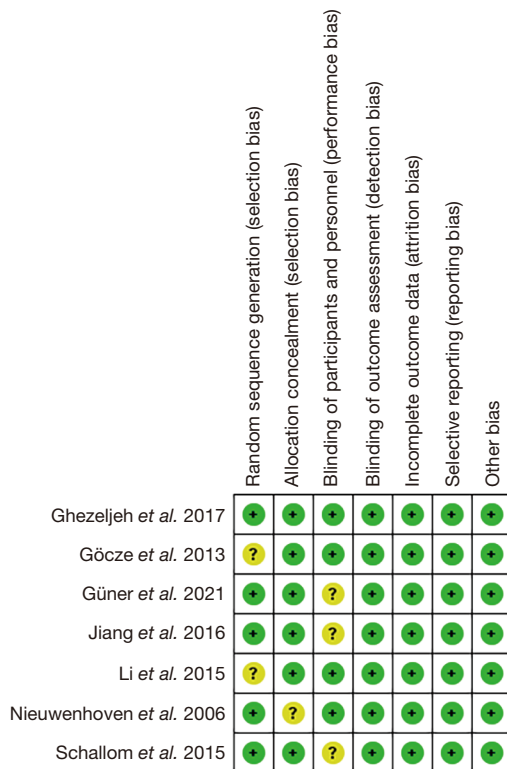 Random sequence generation (selection bias)
Allocation concealment (selection bias)
Blinding of participants and personnel (performance bias)
Blinding of outcome assessment (detection bias)
Incomplete outcome data (attrition bias)
Selective reporting (reporting bias)
Other bias
Ghezeljeh et al. 2017 + + + + + + +
Göcze et al. 2013 ? + + + + + +
Güner et al. 2021 + + ? + + + +
Jiang et al. 2016 + + ? + + + +
Li et al. 2015 ? + + + + + +
Nieuwenhoven et al. 2006 + ? + + + + +
Schallom et al. 2015 + + ? + + + +